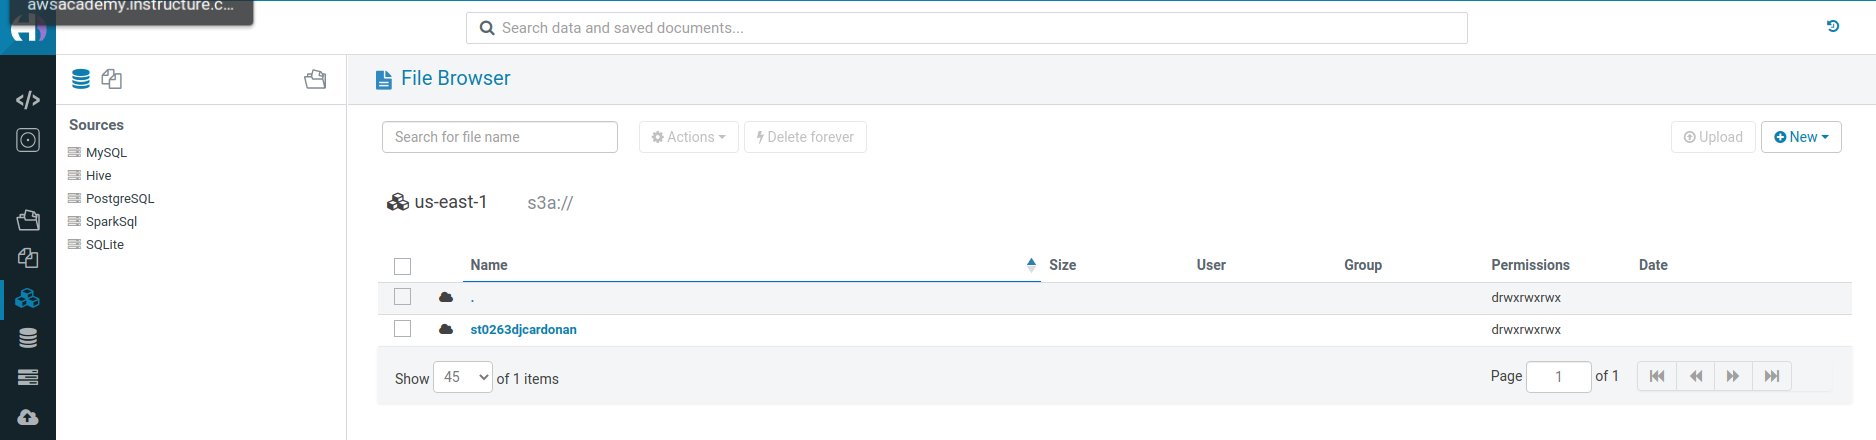 awsacademy.instructure.c...
Search data and saved documents...
File Browser
Sources
MySQL
Hive
PostgreSQL
SparkSql
SQLite
Search for file name
Actions
Delete forever
Upload
New
us-east-1 s3a://
Name Size User Group Permissions Date
. drwxrwxrwx
st0263djcardonan drwxrwxrwx
Show 45 of 1 items
Page 1 of 1